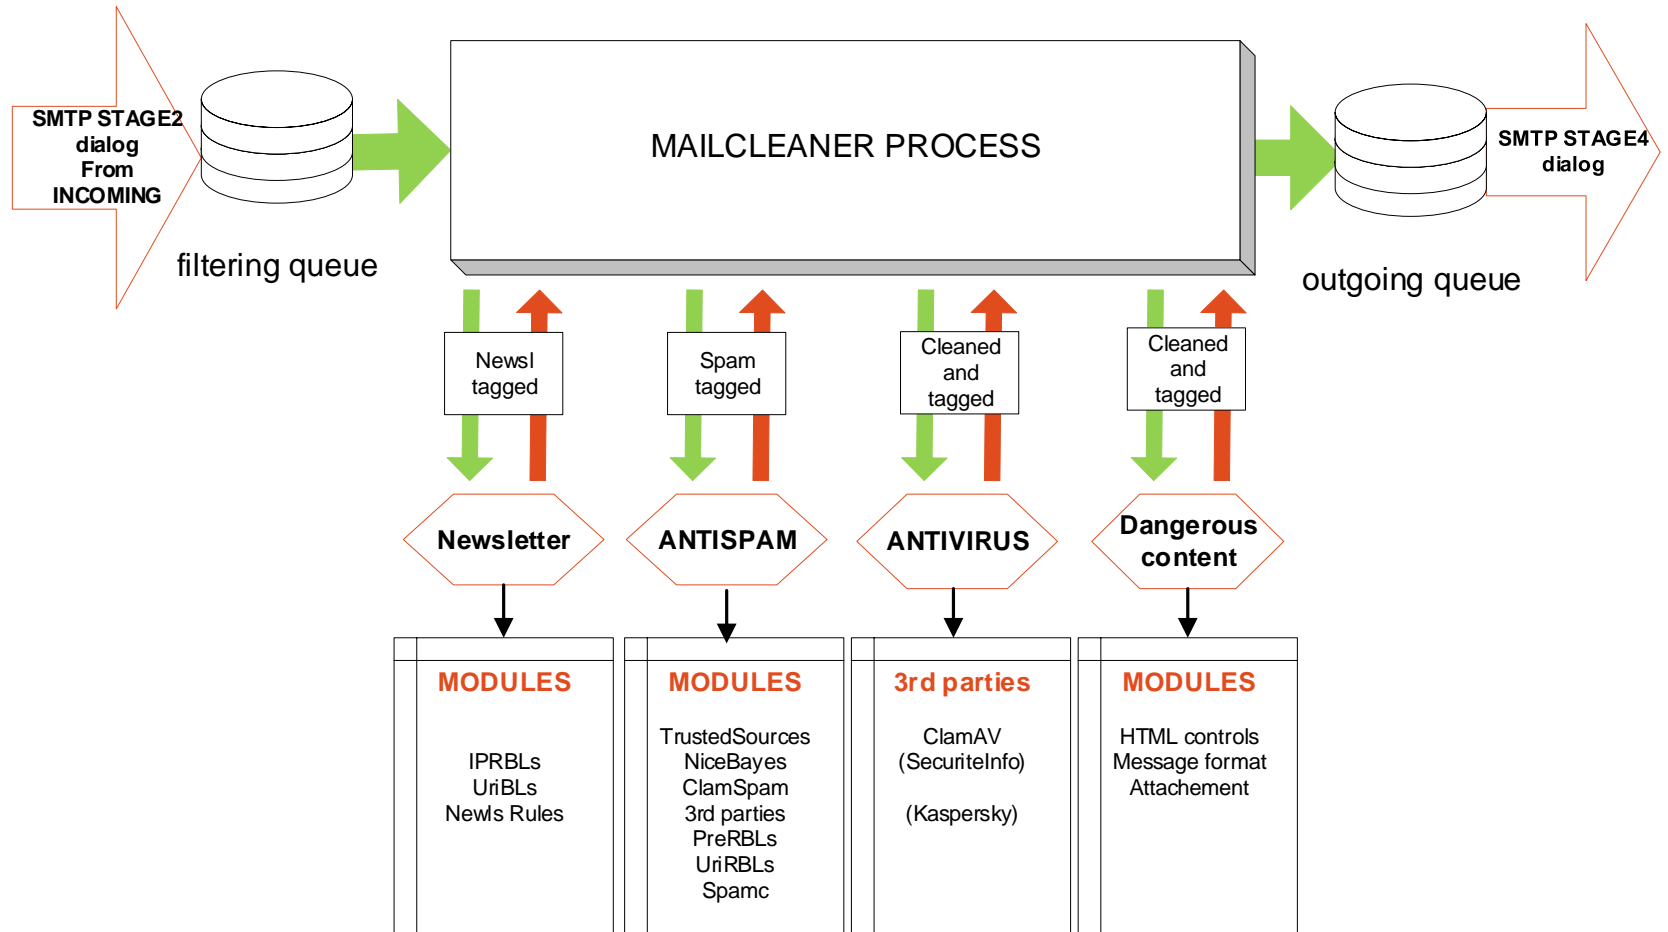 SMTP STAGE2
dialog
From
INCOMING
filtering queue
MAILCLEANER PROCESS
SMTP STAGE4
dialog
outgoing queue
Newsl
tagged
Spam
tagged
Cleaned
and
tagged
Cleaned
and
tagged
Newsletter
ANTISPAM
ANTIVIRUS
Dangerous
content
MODULES
IPRBLs
UriBLs
Newls Rules
MODULES
TrustedSources
NiceBayes
ClamSpam
3rd parties
PreRBLs
UriRBLs
Spamc
3rd parties
ClamAV
(SecuriteInfo)
(Kaspersky)
MODULES
HTML controls
Message format
Attachement